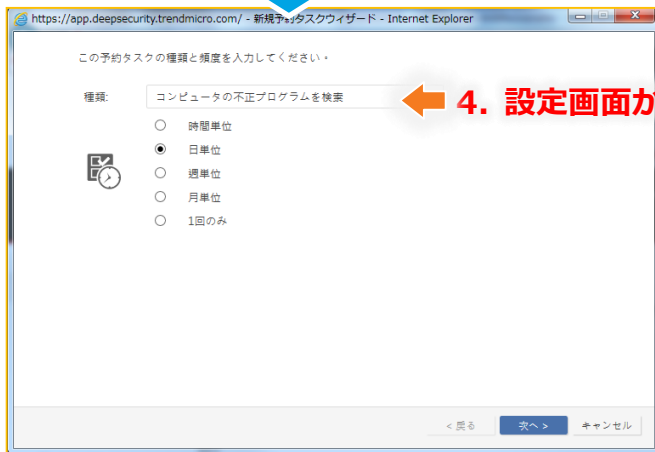 https://app.deepsecurity.trendmicro.com/ - 新規予約タスクウィザード - Internet Explorer
この予約タスクの種類と頻度を入力してください。
種類: コンピュータの不正プログラムを検索
4. 設定画面が
時間単位
日単位
週単位
月単位
1回のみ
< 戻る 次へ > キャンセル